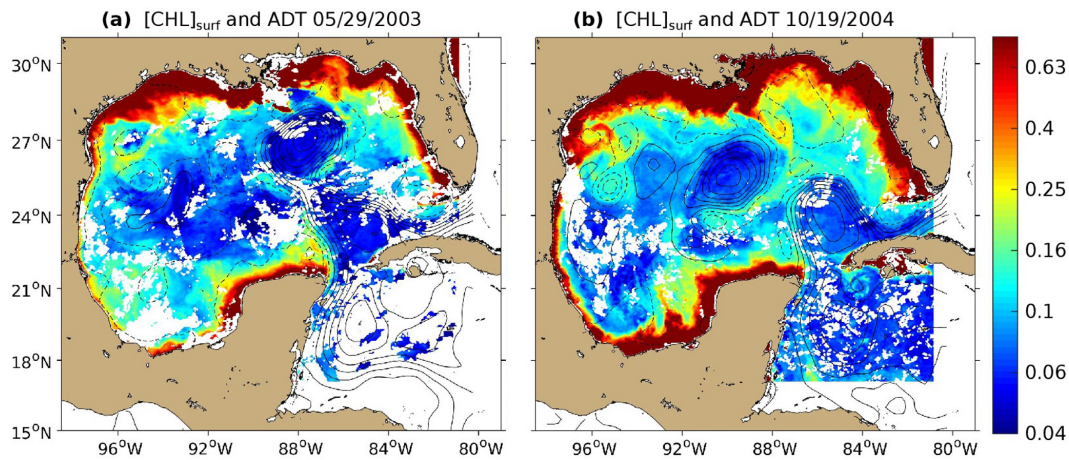 (a) [CHL]surf and ADT 05/29/2003
(b) [CHL]surf and ADT 10/19/2004
30°N
27°N
24°N
21°N
18°N
15°N
96°W 92°W 88°W 84°W 80°W
96°W 92°W 88°W 84°W 80°W
0.63
0.4
0.25
0.16
0.1
0.06
0.04